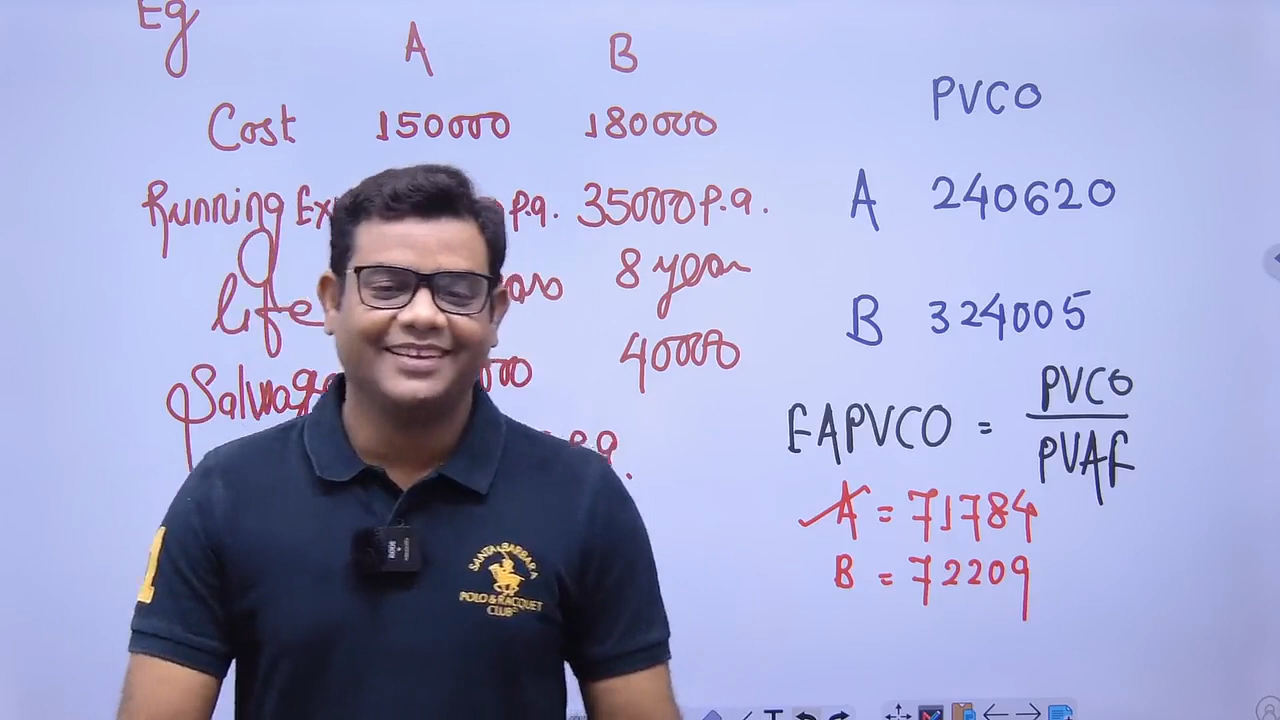 Eg
A B
Cost 150000 180000
Running Ex p.a. 35000 p.a.
life 8 year
Salvage 40000
p.a.
PVCO
A 240620
B 324005
EAPVCO = PVCO
PVAF
A = 71784
B = 72209
SANTA BARBARA
POLO & RACQUET
CLUB
1